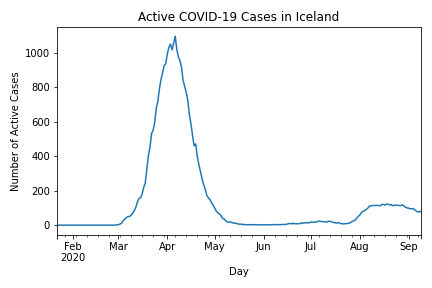 Active COVID-19 Cases in Iceland
Number of Active Cases
1000
800
600
400
200
0
Feb Mar Apr May Jun Jul Aug Sep
2020
Day